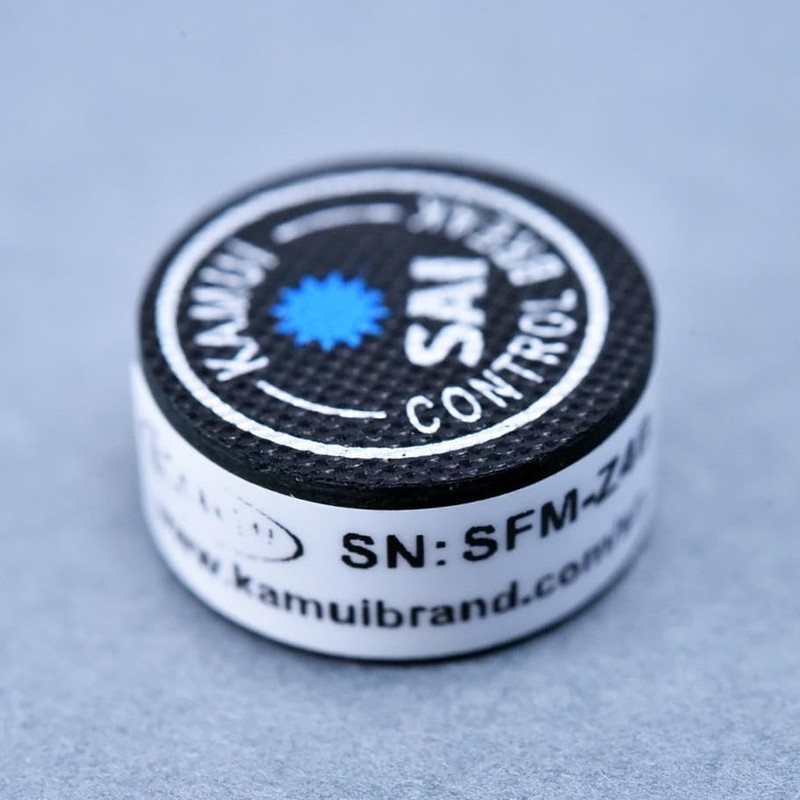 KAMUI
SAI
CONTROL BREAK
SN: SFM-Z4
www.kamuibrand.com/